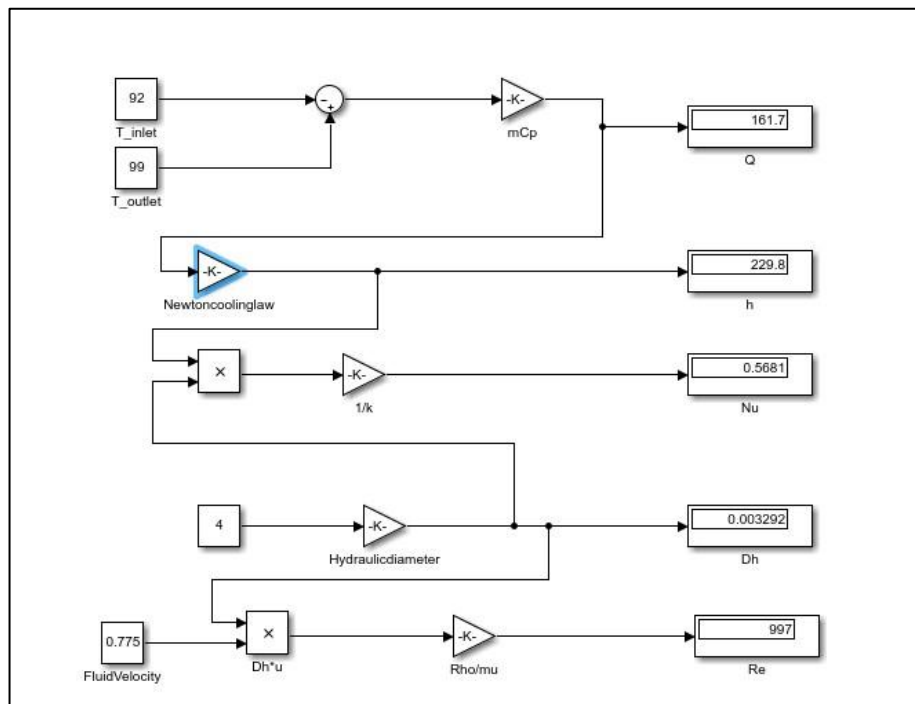 92
T_inlet
-K-
mCp
161.7
Q
99
T_outlet
-K-
Newtoncoolinglaw
229.8
h
×
-K-
1/k
0.5681
Nu
4
-K-
Hydraulicdiameter
0.003292
Dh
0.775
FluidVelocity
×
Dh*u
-K-
Rho/mu
997
Re